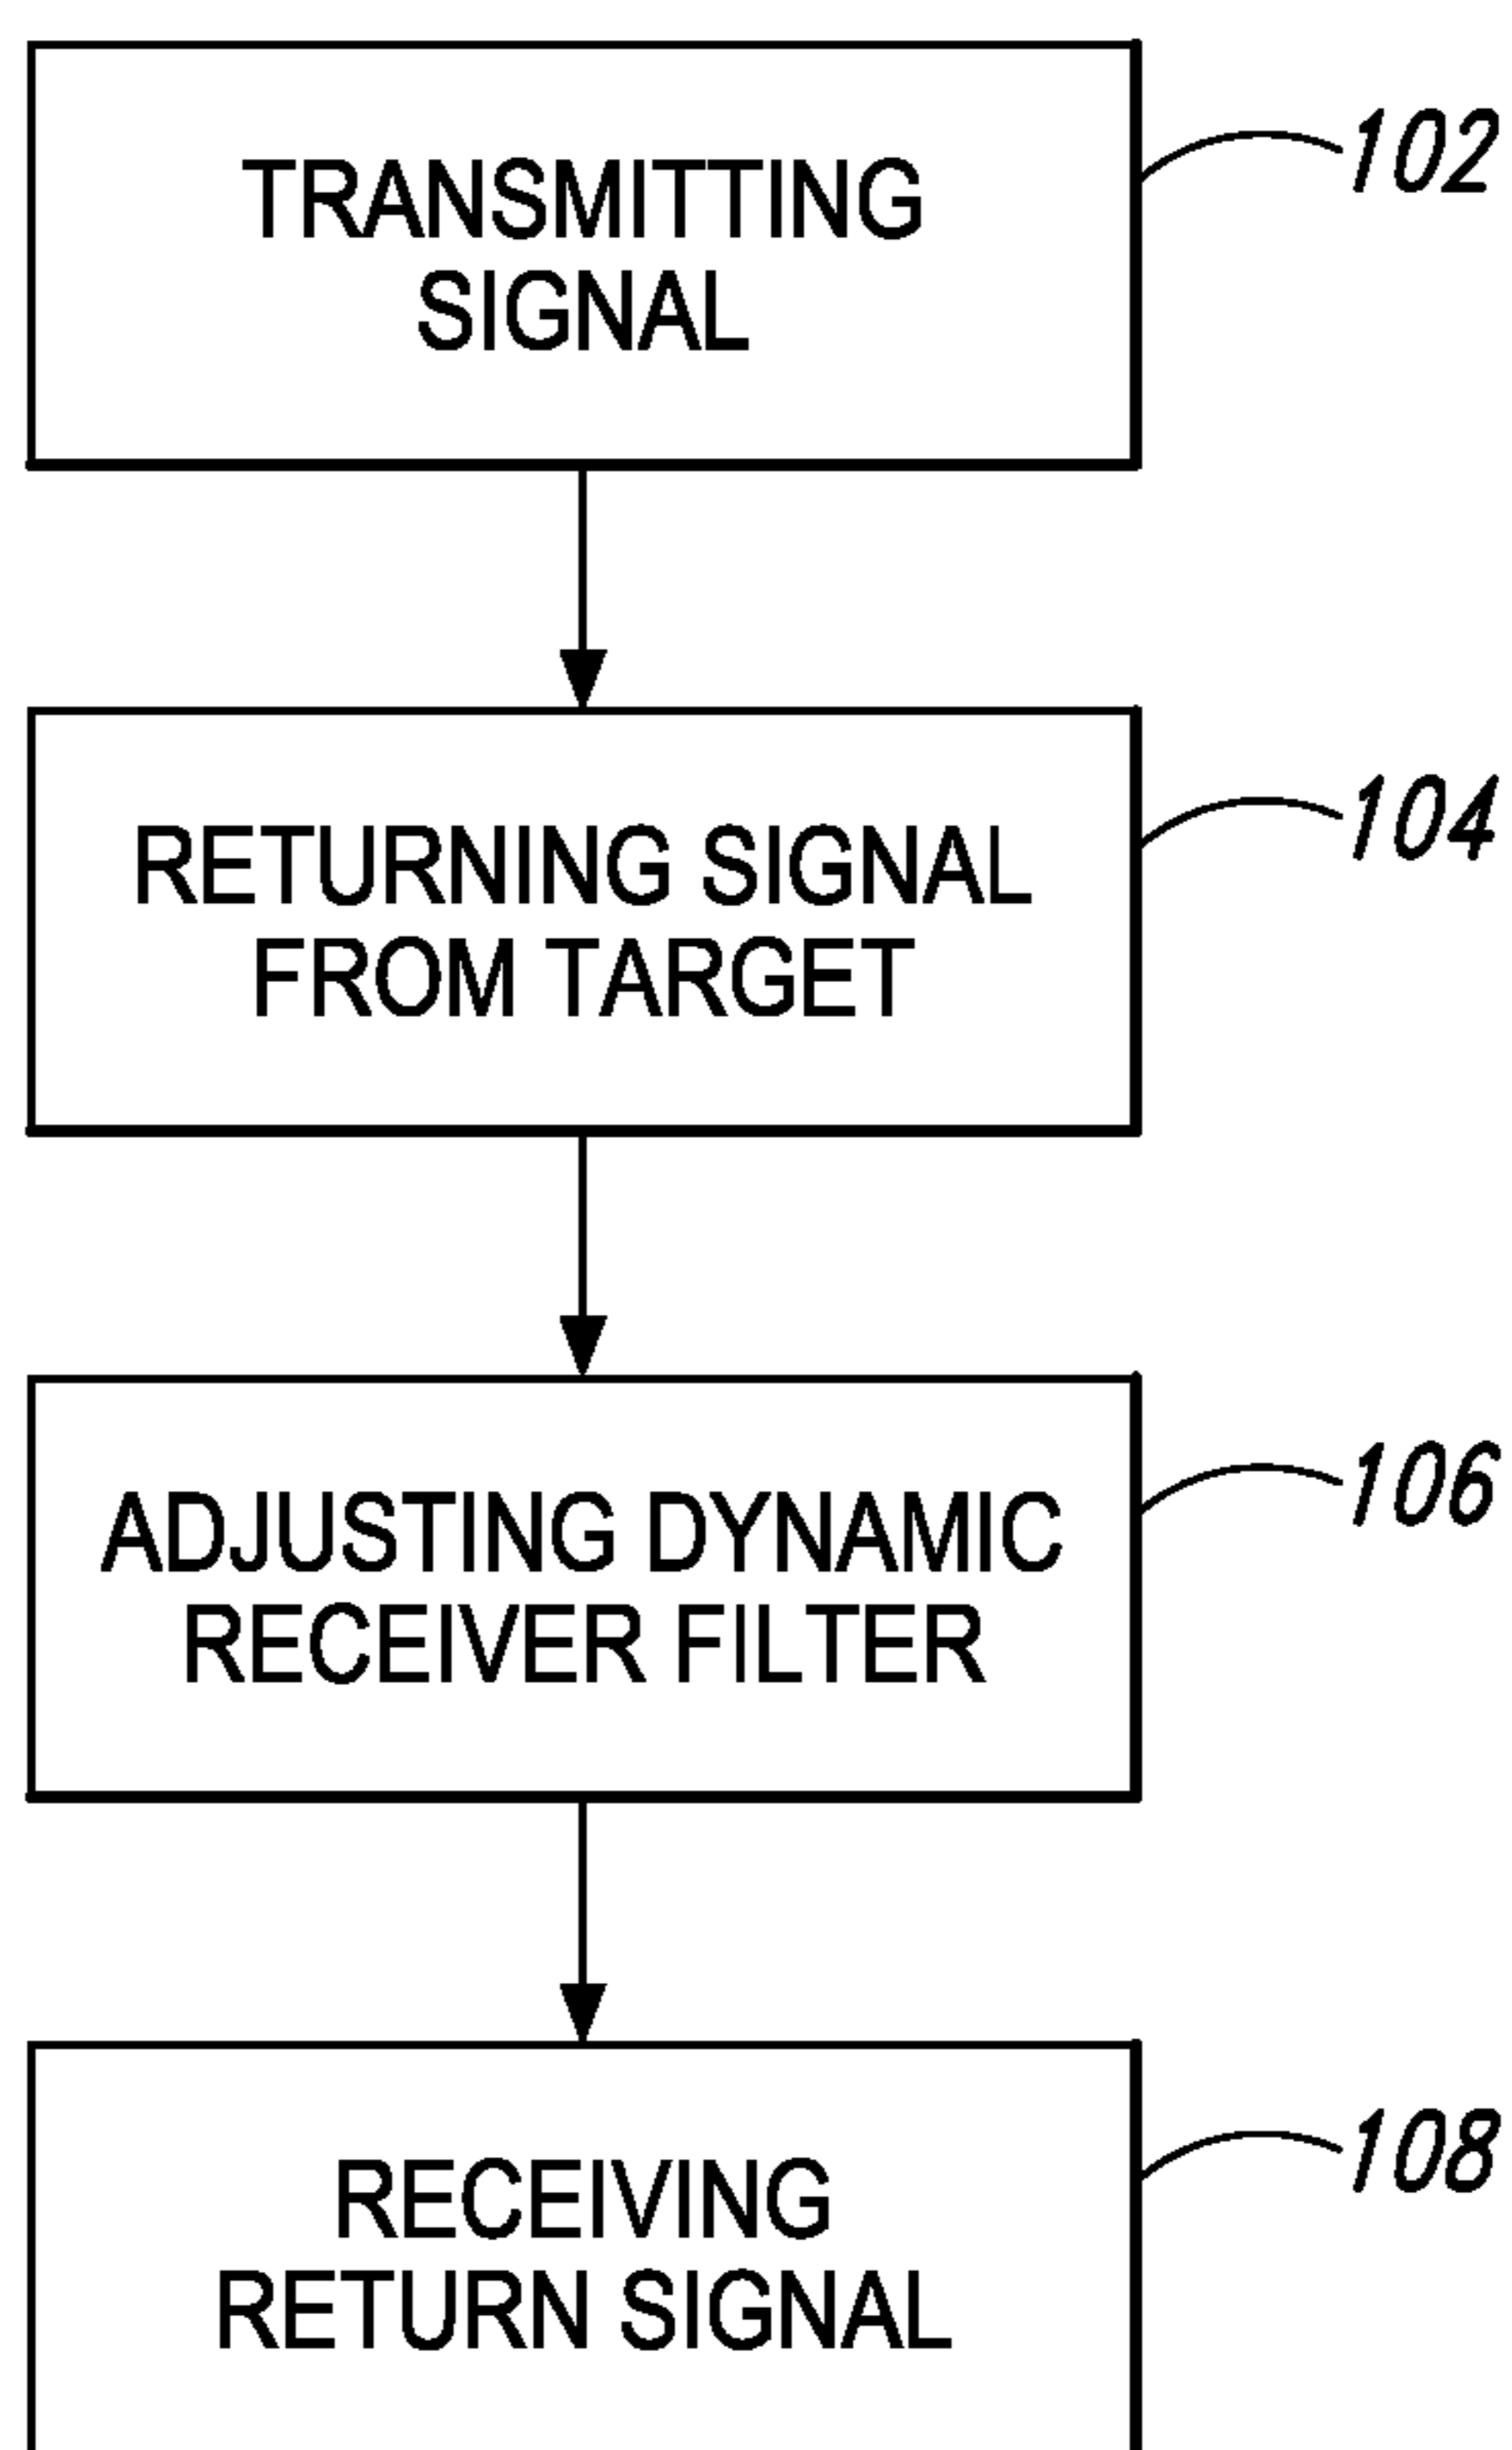 TRANSMITTING
SIGNAL
102
RETURNING SIGNAL
FROM TARGET
104
ADJUSTING DYNAMIC
RECEIVER FILTER
106
RECEIVING
RETURN SIGNAL
108